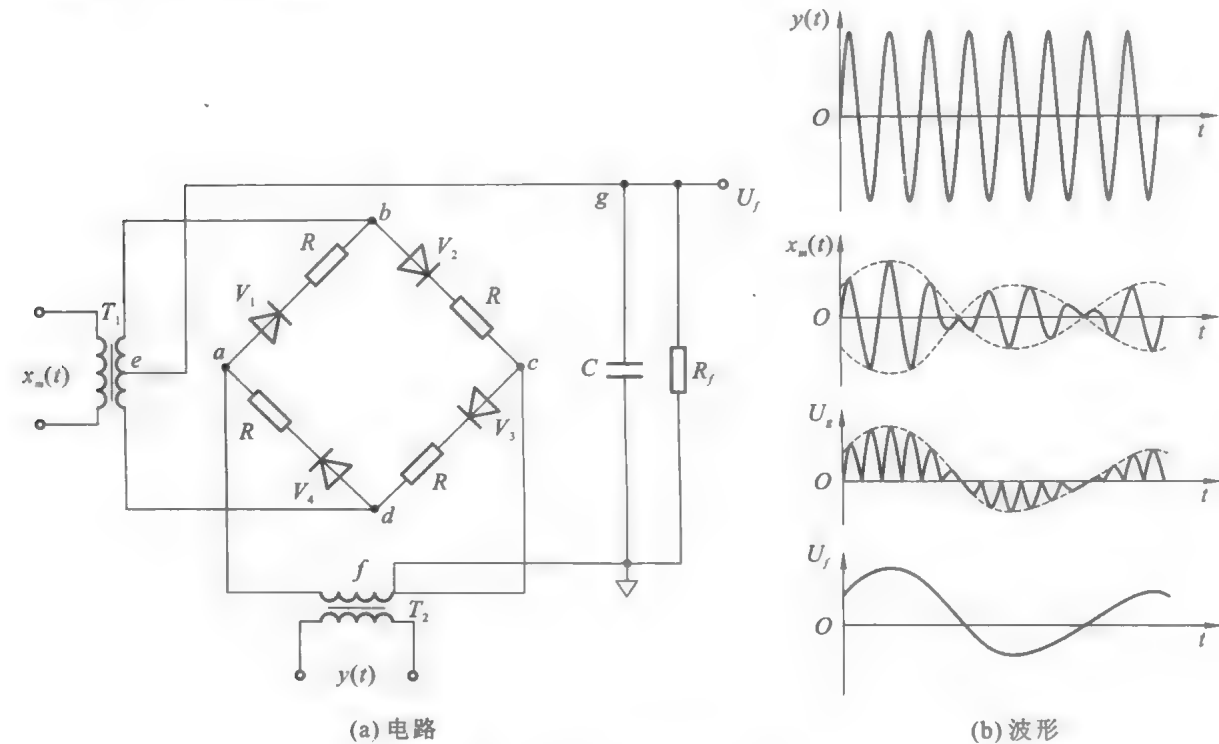 y(t)
O
t
x_m(t)
O
t
U_g
O
t
U_f
O
t
g
U_f
b
R
V_2
V_1
R
T_1
e
a
c
x_m(t)
C
R_f
R
V_3
V_4
R
d
f
T_2
y(t)
(a) 电路
(b) 波形